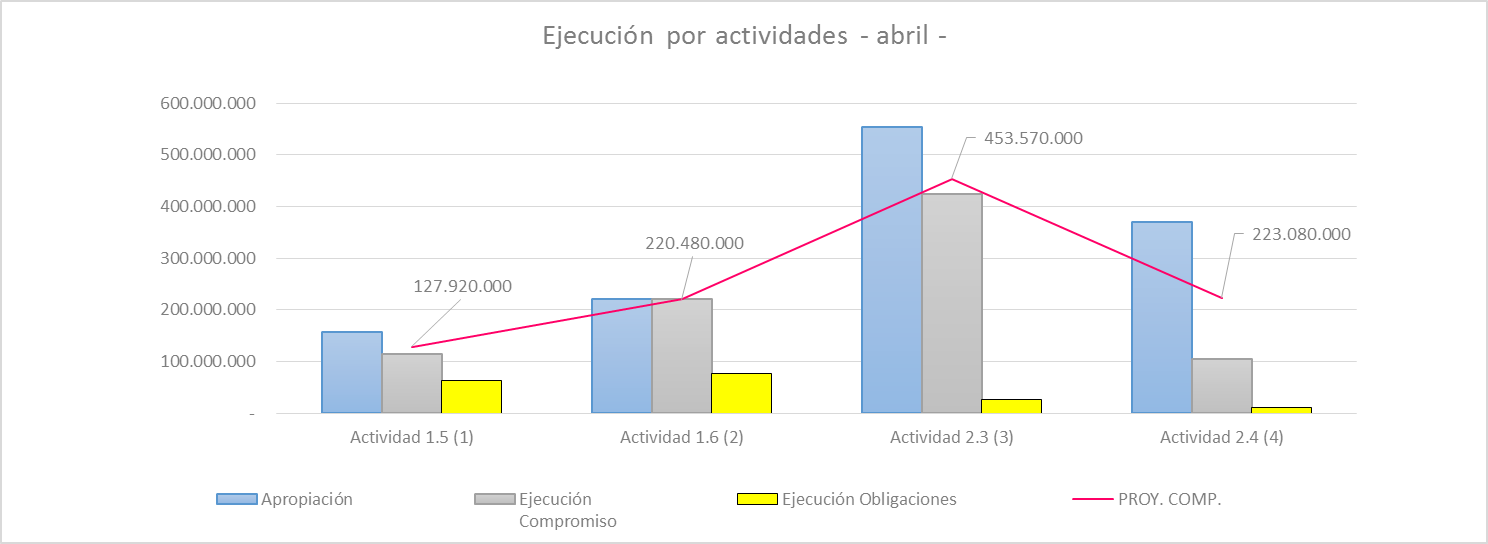 Ejecución por actividades - abril -
600.000.000
500.000.000
400.000.000
300.000.000
200.000.000
100.000.000
-
127.920.000
220.480.000
453.570.000
223.080.000
Actividad 1.5 (1)
Actividad 1.6 (2)
Actividad 2.3 (3)
Actividad 2.4 (4)
Apropiación
Ejecución
Compromiso
Ejecución Obligaciones
PROY. COMP.